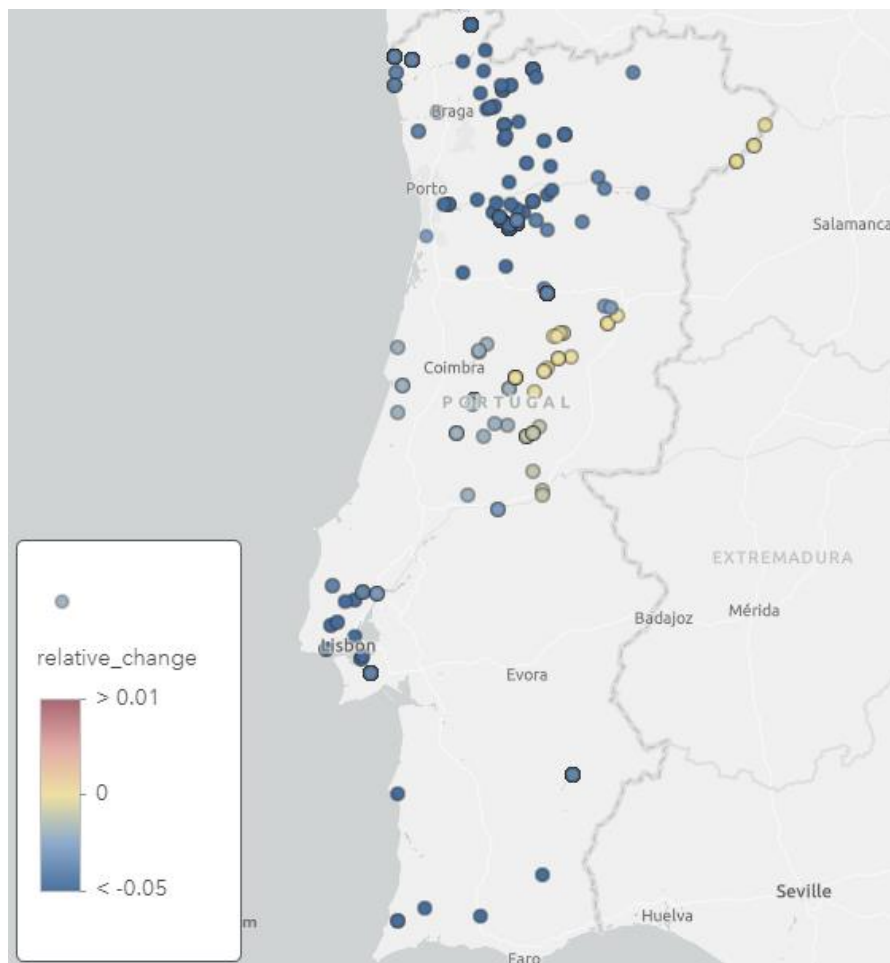 Braga
Porto
Salamanca
Coimbra
PORTUGAL
EXTREMADURA
Badajoz
Mérida
Lisbon
Evora
relative_change
> 0.01
0
< -0.05
Seville
Huelva
m
Faro